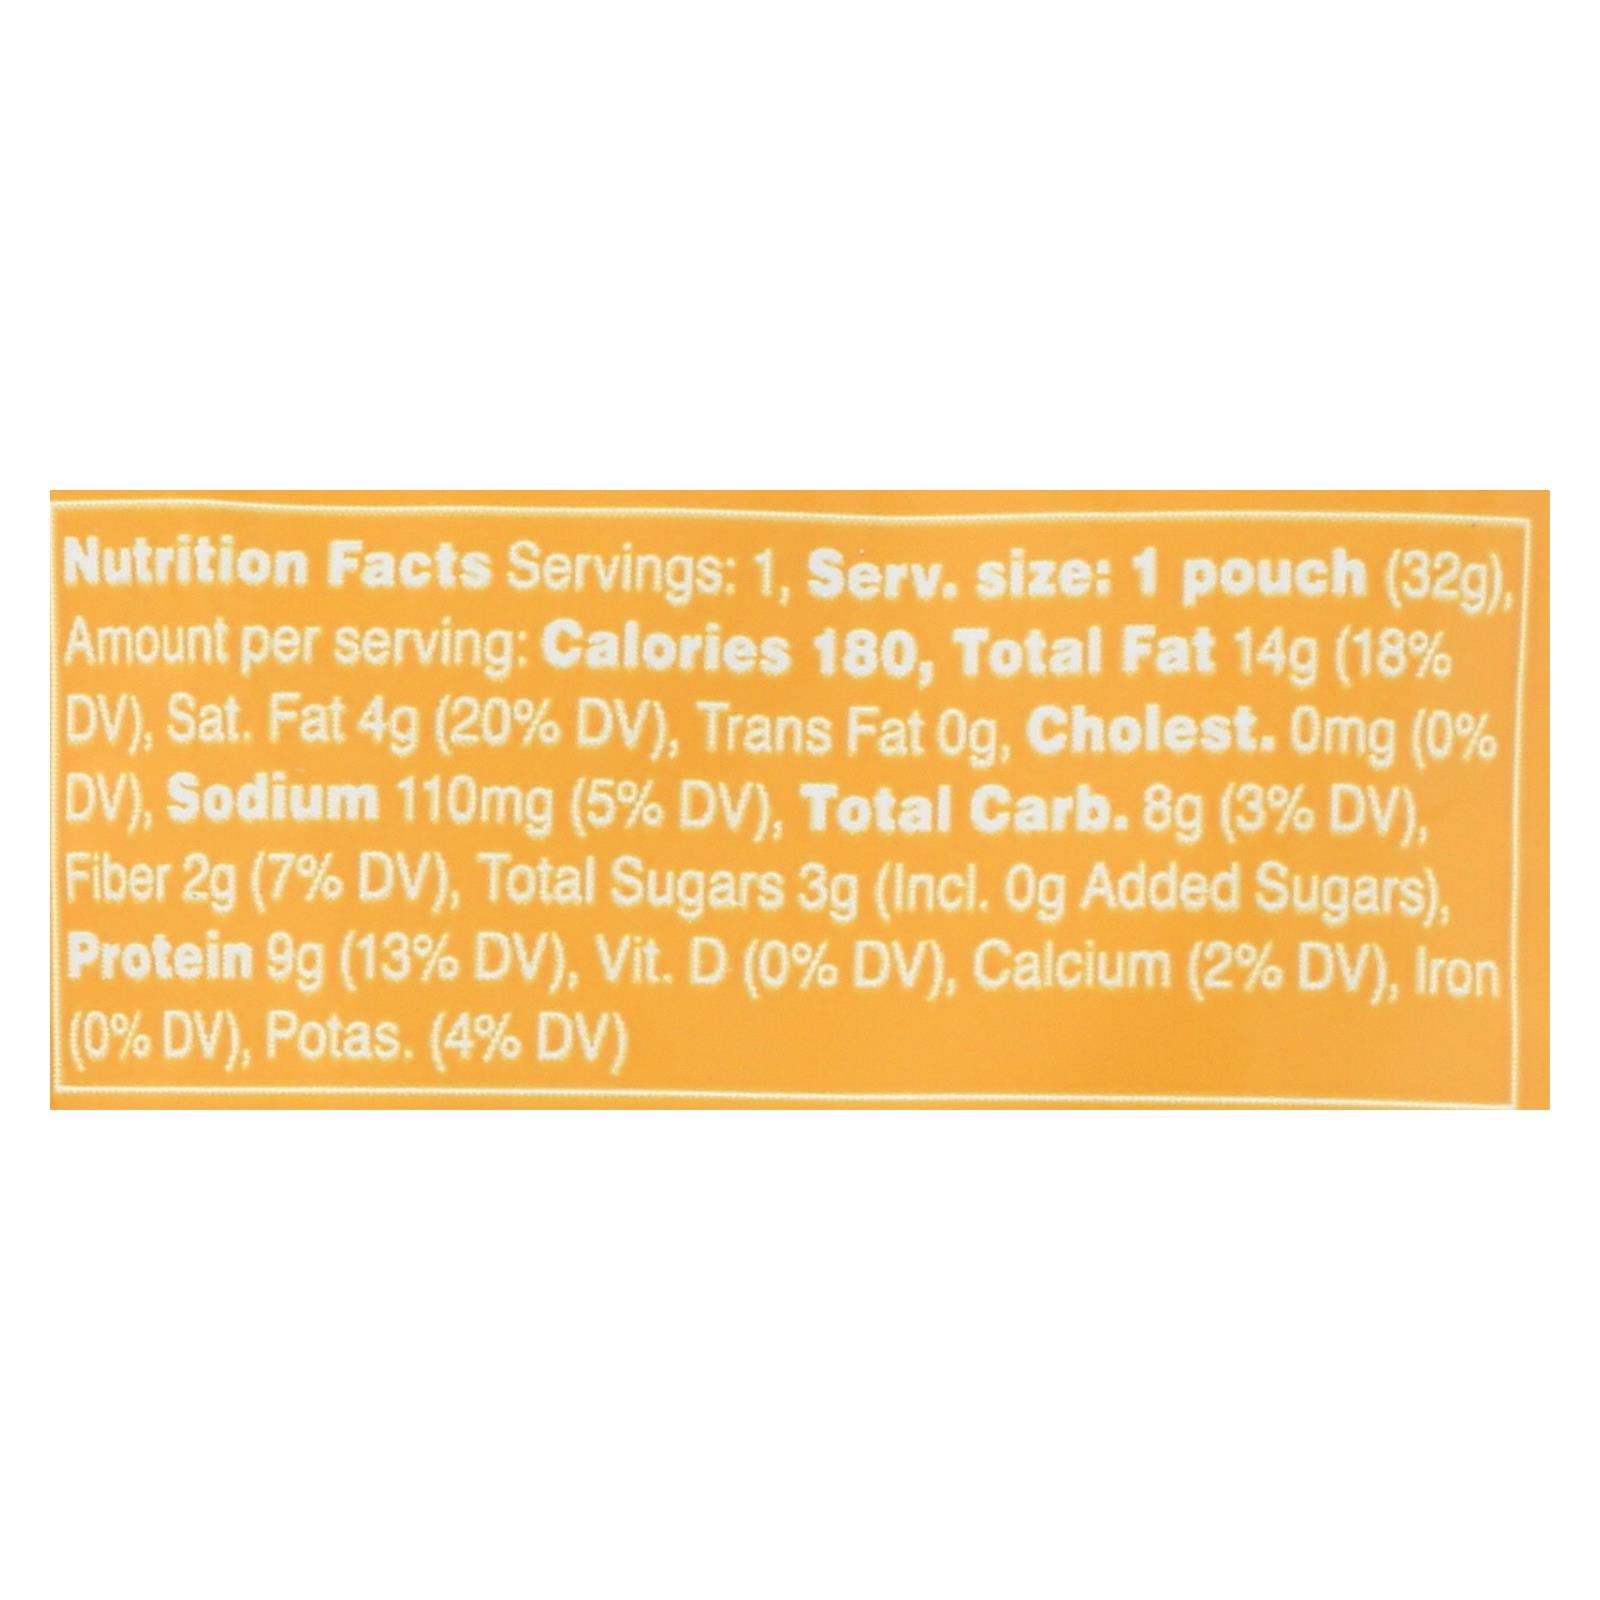 Nutrition Facts Servings: 1, Serv. size: 1 pouch (32g),
Amount per serving: Calories 180, Total Fat 14g (18%
DV), Sat. Fat 4g (20% DV), Trans Fat 0g, Cholest. 0mg (0%
DV), Sodium 110mg (5% DV), Total Carb. 8g (3% DV),
Fiber 2g (7% DV), Total Sugars 3g (Incl. 0g Added Sugars),
Protein 9g (13% DV), Vit. D (0% DV), Calcium (2% DV), Iron
(0% DV), Potas. (4% DV)